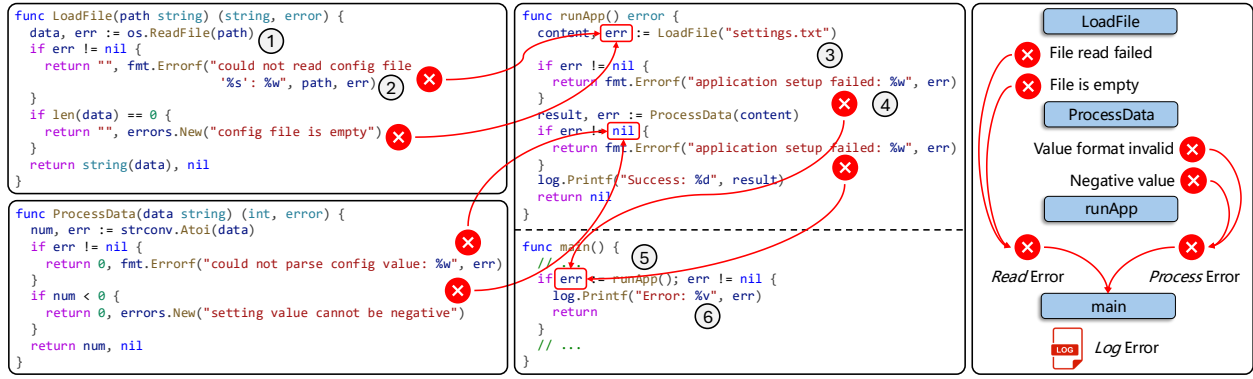 func LoadFile(path string) (string, error) {
data, err := os.ReadFile(path)
1
if err != nil {
return "", fmt.Errorf("could not read config file
'%s': %w", path, err)
2
}
if len(data) == 0 {
return "", errors.New("config file is empty")
}
return string(data), nil
}
func ProcessData(data string) (int, error) {
num, err := strconv.Atoi(data)
if err != nil {
return 0, fmt.Errorf("could not parse config value: %w", err)
}
if num < 0 {
return 0, errors.New("setting value cannot be negative")
}
return num, nil
}
func runApp() error {
content, err := LoadFile("settings.txt")
3
if err != nil {
return fmt.Errorf("application setup failed: %w", err)
4
}
result, err := ProcessData(content)
if err != nil {
return fmt.Errorf("application setup failed: %w", err)
}
log.Printf("Success: %d", result)
return nil
}
func main() {
// ...
5
if err := runApp(); err != nil {
log.Printf("Error: %v", err)
6
return
}
// ...
}
LoadFile
File read failed
File is empty
ProcessData
Value format invalid
Negative value
runApp
Read Error
Process Error
main
LOG
Log Error